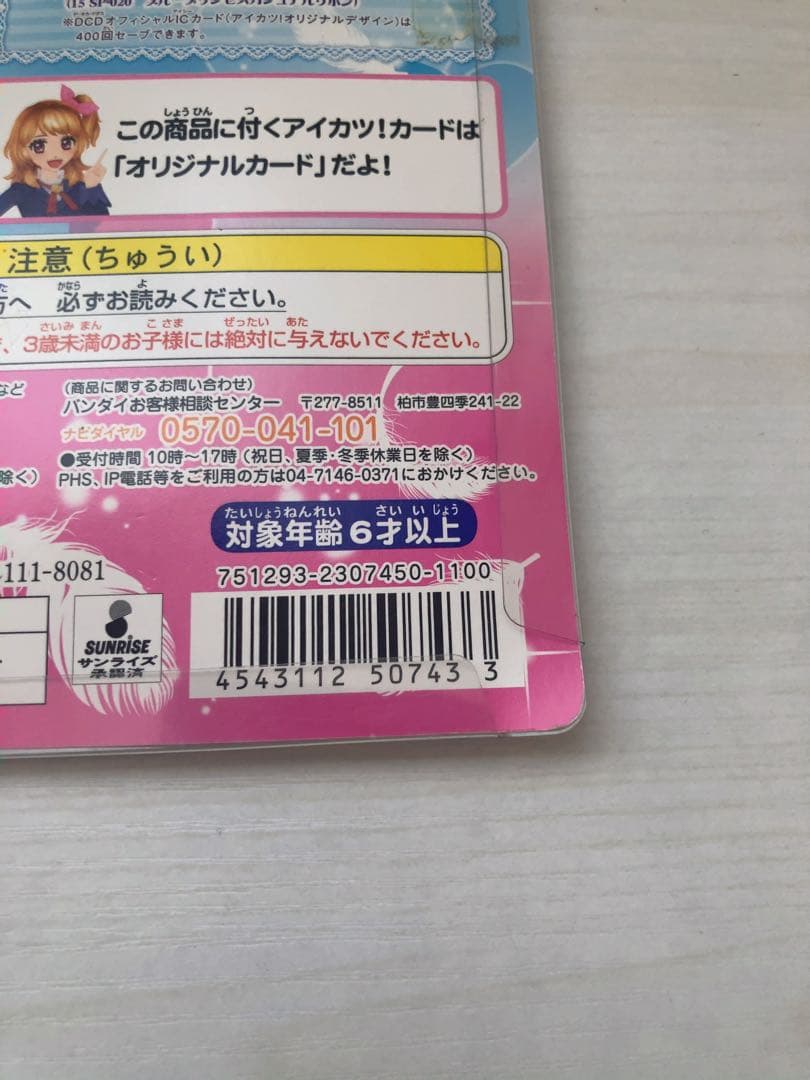 ※DCDオフィシャルICカード(アイカツ!オリジナルデザイン)は
400回セーブできます。
この商品に付くアイカツ!カードは
「オリジナルカード」だよ!
注意(ちゅうい)
方へ 必ずお読みください。
、3歳未満のお子様には絶対に与えないでください。
など
(商品に関するお問い合わせ)
バンダイお客様相談センター 〒277-8511 柏市豊四季241-22
ナビダイヤル 0570-041-101
●受付時間 10時~17時(祝日、夏季・冬季休業日を除く)
除く) PHS、IP電話等をご利用の方は04-7146-0371におかけください。
対象年齢6才以上
-111-8081
751293-2307450-1100
SUNRISE
サンライズ
承認済
4543112 50743 3